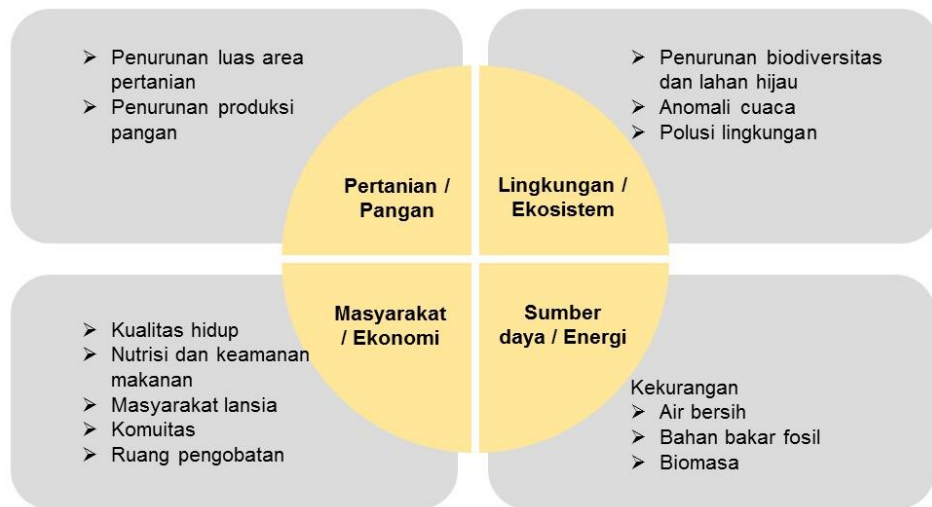 ➢ Penurunan luas area
pertanian
➢ Penurunan produksi
pangan
➢ Penurunan biodiversitas
dan lahan hijau
➢ Anomali cuaca
➢ Polusi lingkungan
Pertanian /
Pangan
Lingkungan /
Ekosistem
Masyarakat
/ Ekonomi
Sumber
daya / Energi
➢ Kualitas hidup
➢ Nutrisi dan keamanan
makanan
➢ Masyarakat lansia
➢ Komuitas
➢ Ruang pengobatan
Kekurangan
➢ Air bersih
➢ Bahan bakar fosil
➢ Biomasa